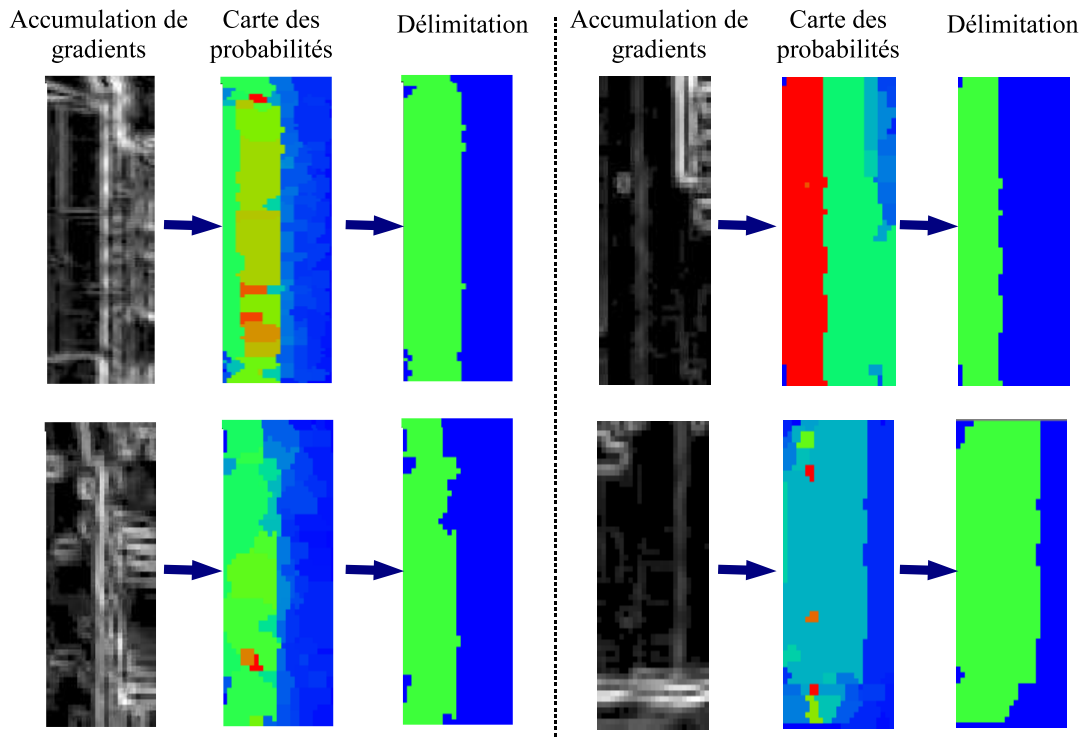 Accumulation de
gradients
Carte des
probabilités
Délimitation
Accumulation de
gradients
Carte des
probabilités
Délimitation